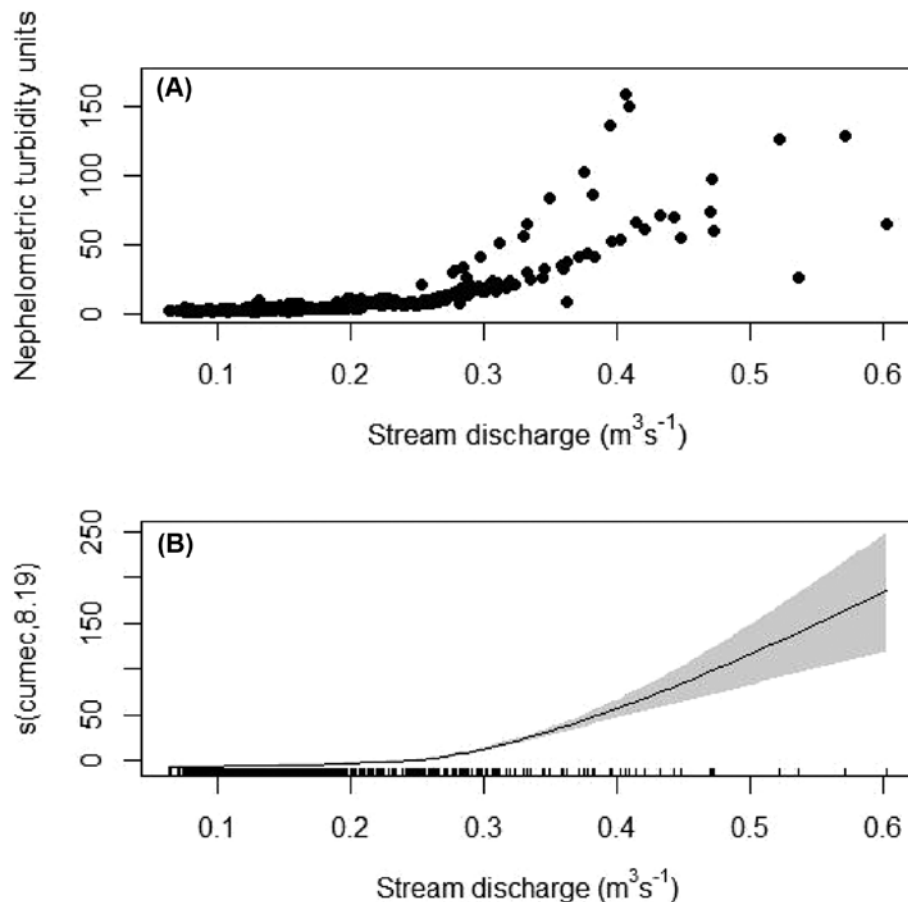 Nephelometric turbidity units
(A)
150
100
50
0
0.1 0.2 0.3 0.4 0.5 0.6
Stream discharge (m³s⁻¹)
s(cumec,8.19)
(B)
250
150
50
0
0.1 0.2 0.3 0.4 0.5 0.6
Stream discharge (m³s⁻¹)